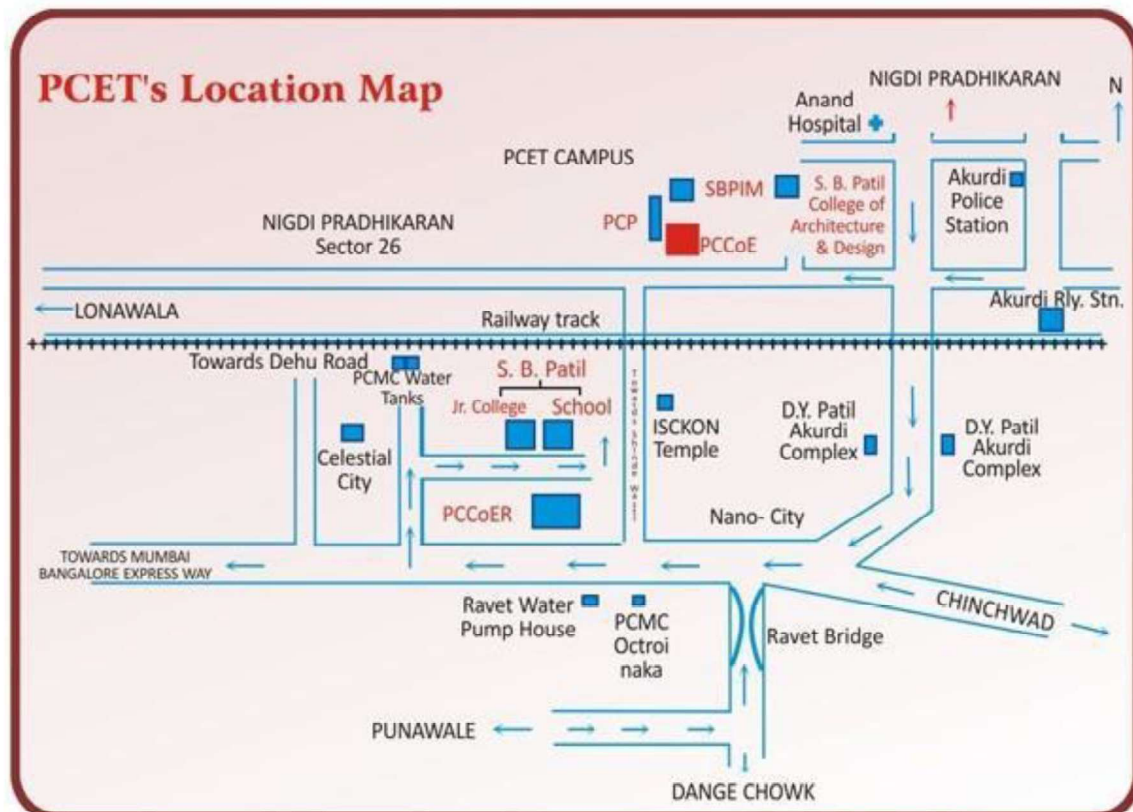 PCET's Location Map
NIGDI PRADHIKARAN
N
Anand
Hospital
PCET CAMPUS
SBPIM
S. B. Patil
College of
Architecture
& Design
Akurdi
Police
Station
PCP
PCCoE
NIGDI PRADHIKARAN
Sector 26
LONAWALA
Railway track
Akurdi Rly. Stn.
Towards Dehu Road
PCMC Water
Tanks
S. B. Patil
Jr. College
School
Celestial
City
ISCKON
Temple
D.Y. Patil
Akurdi
Complex
D.Y. Patil
Akurdi
Complex
PCCoER
Nano- City
TOWARDS MUMBAI
BANGALORE EXPRESS WAY
CHINCHWAD
Ravet Water
Pump House
PCMC
Octroi
naka
Ravet Bridge
PUNAWALE
DANGE CHOWK